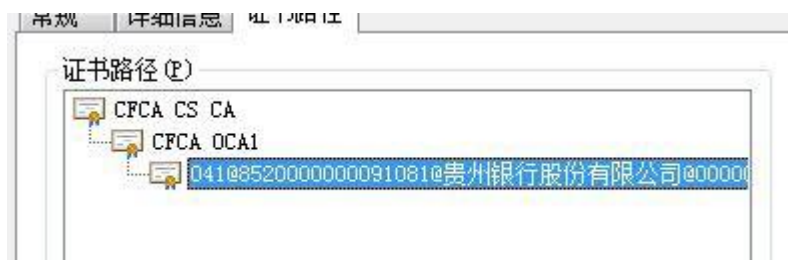 常规 详细信息 证书路径
证书路径(P)
CFCA CS CA
CFCA OCA1
041@8520000000091081@贵州银行股份有限公司@00000